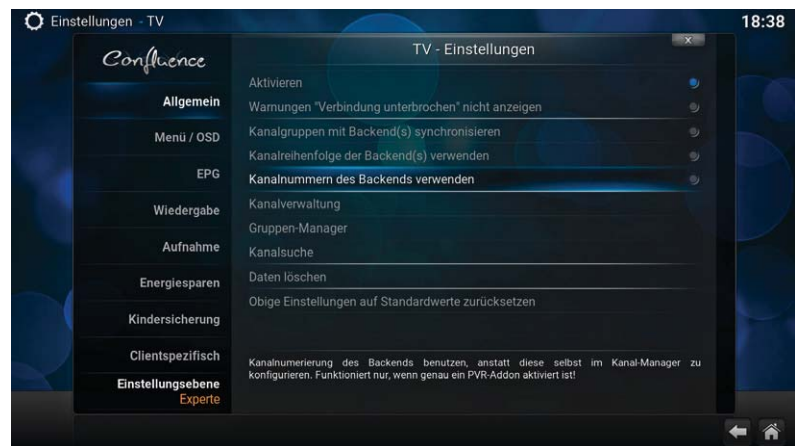 Einstellungen - TV
18:38
Confluence
TV - Einstellungen
x
Allgemein
Menü / OSD
EPG
Wiedergabe
Aufnahme
Energiesparen
Kindersicherung
Clientspezifisch
Einstellungsebene
Experte
Aktivieren
Warnungen "Verbindung unterbrochen" nicht anzeigen
Kanalgruppen mit Backend(s) synchronisieren
Kanalreihenfolge der Backend(s) verwenden
Kanalnummern des Backends verwenden
Kanalverwaltung
Gruppen-Manager
Kanalsuche
Daten löschen
Obige Einstellungen auf Standardwerte zurücksetzen
Kanalnumerierung des Backends benutzen, anstatt diese selbst im Kanal-Manager zu
konfigurieren. Funktioniert nur, wenn genau ein PVR-Addon aktiviert ist!